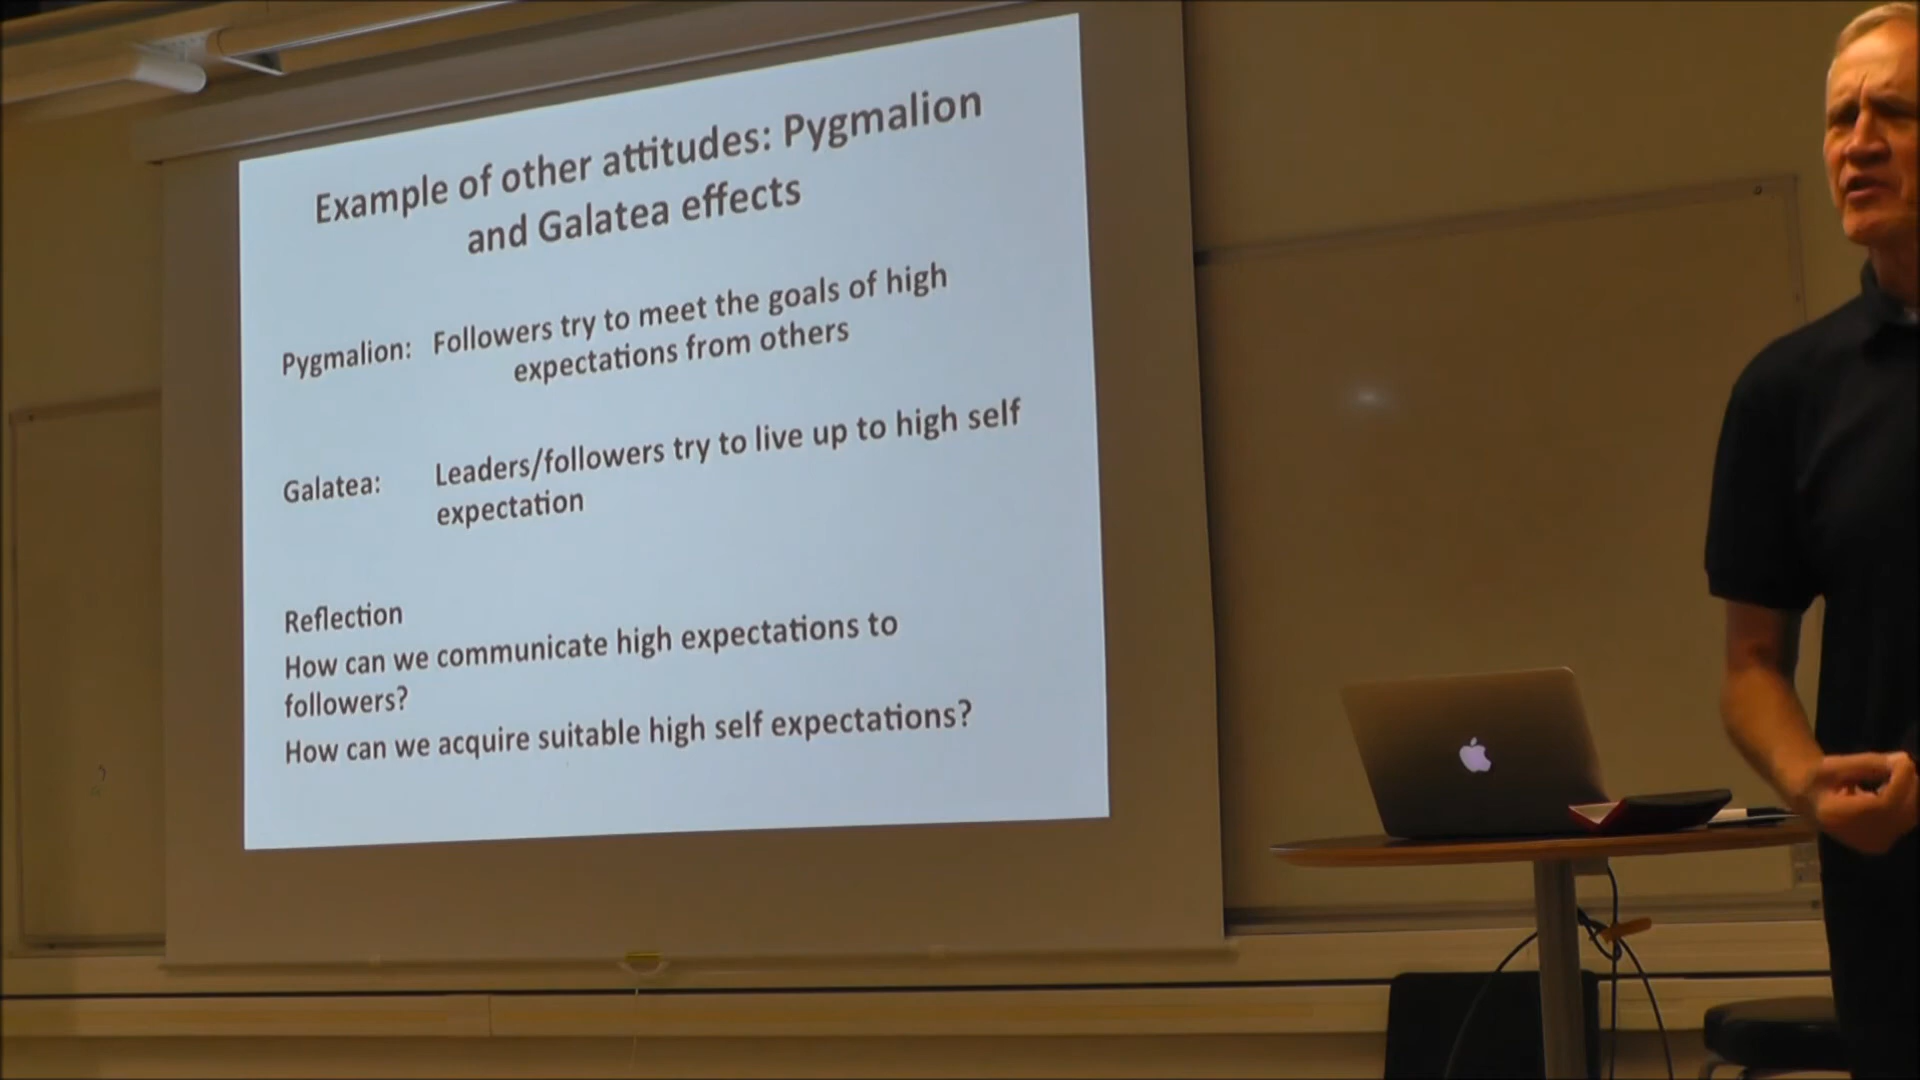 Example of other attitudes: Pygmalion
and Galatea effects
Pygmalion: Followers try to meet the goals of high
expectations from others
Galatea: Leaders/followers try to live up to high self
expectation
Reflection
How can we communicate high expectations to
followers?
How can we acquire suitable high self expectations?